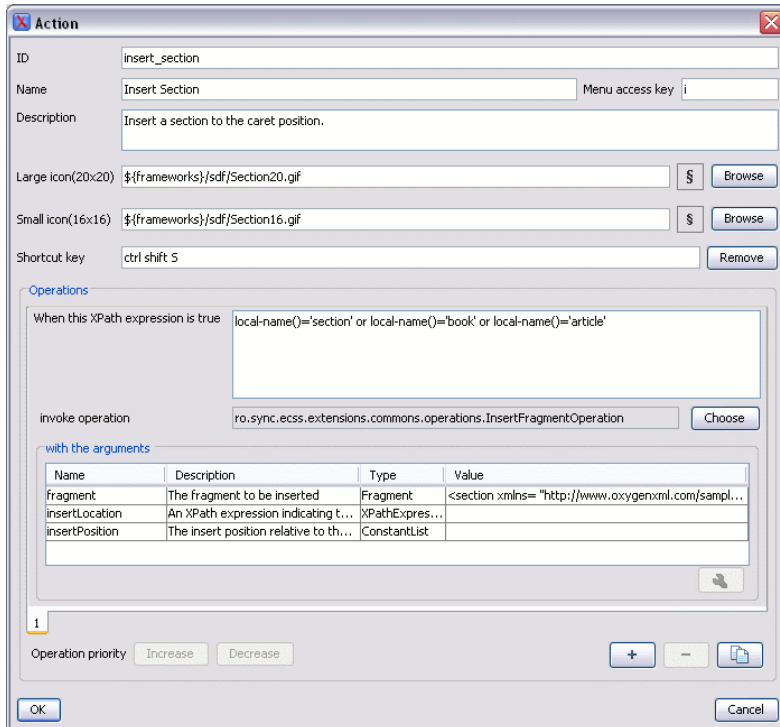 Action
ID insert_section
Name Insert Section Menu access key i
Description Insert a section to the caret position.
Large icon(20x20) ${frameworks}/sdf/Section20.gif § Browse
Small icon(16x16) ${frameworks}/sdf/Section16.gif § Browse
Shortcut key ctrl shift S Remove
Operations
When this XPath expression is true local-name()='section' or local-name()='book' or local-name()='article'
invoke operation ro.sync.ecss.extensions.commons.operations.InsertFragmentOperation Choose
with the arguments
Name Description Type Value
fragment The fragment to be inserted Fragment <section xmlns= "http://www.oxygenxml.com/sampl...
insertLocation An XPath expression indicating t... XPathExpres...
insertPosition The insert position relative to th... ConstantList
1
Operation priority Increase Decrease + −
OK Cancel